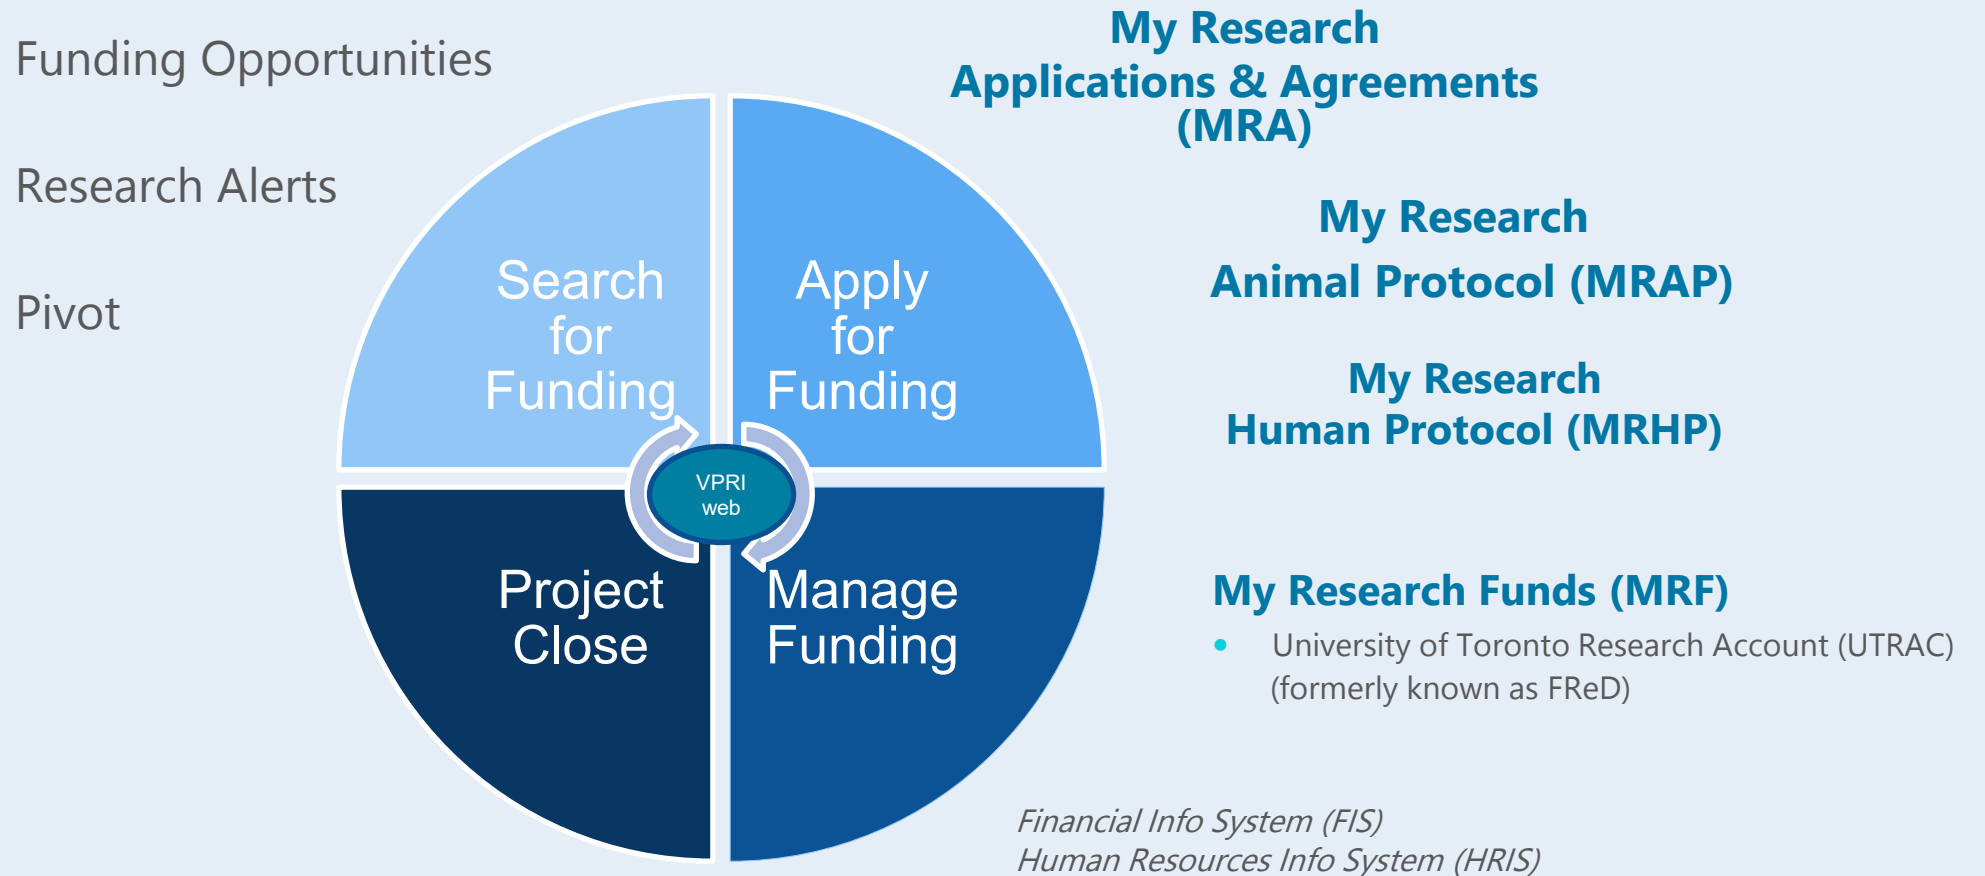 Funding Opportunities
Research Alerts
Pivot
Search
for
Funding
Apply
for
Funding
VPRI
web
Project
Close
Manage
Funding
My Research
Applications & Agreements
(MRA)
My Research
Animal Protocol (MRAP)
My Research
Human Protocol (MRHP)
My Research Funds (MRF)
• University of Toronto Research Account (UTRAC)
(formerly known as FReD)
Financial Info System (FIS)
Human Resources Info System (HRIS)